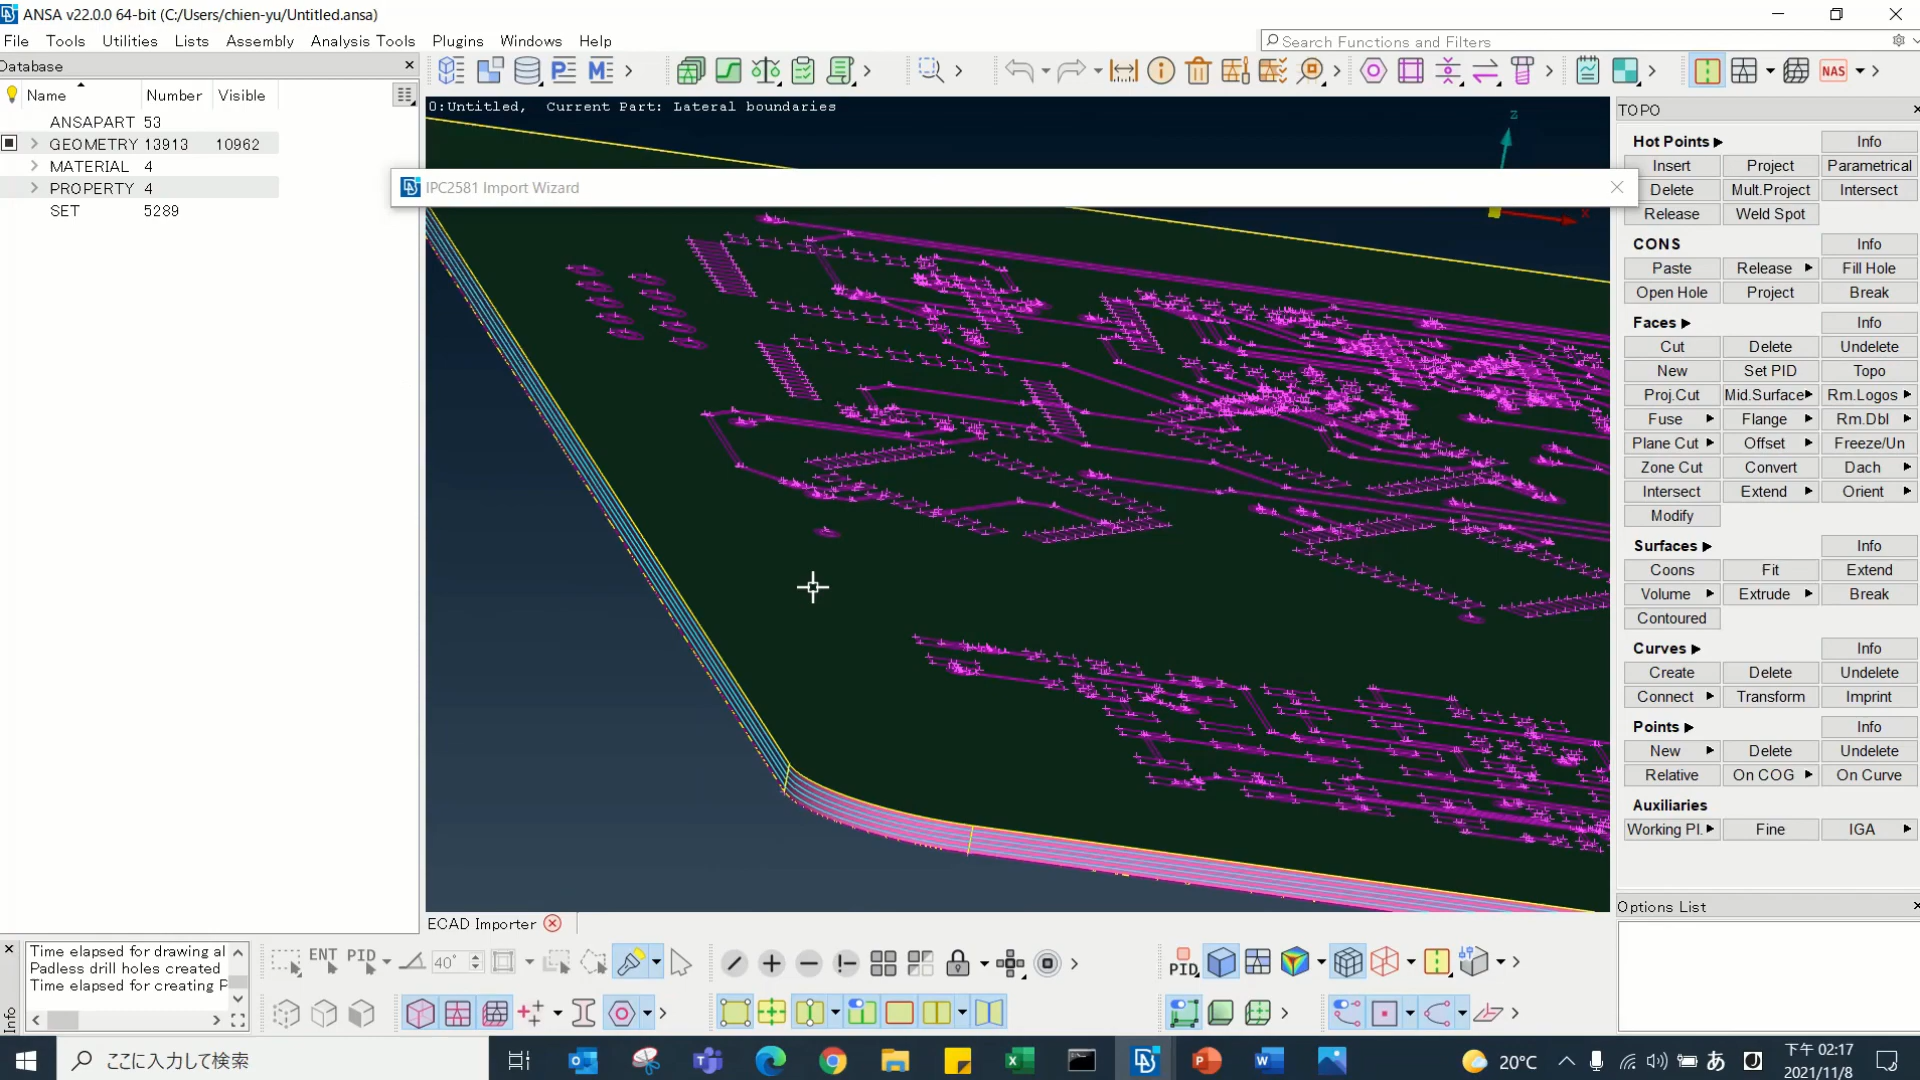 ANSA v22.0.0 64-bit (C:/Users/chien-yu/Untitled.ansa)
File Tools Utilities Lists Assembly Analysis Tools Plugins Windows Help
Search Functions and Filters
Database
Name Number Visible
ANSAPART 53
GEOMETRY 13913 10962
MATERIAL 4
PROPERTY 4
SET 5289
NAS
0:Untitled, Current Part: Lateral boundaries
z
IPC2581 Import Wizard
x
TOPO
Hot Points Info
Insert Project Parametrical
Delete Mult.Project Intersect
Release Weld Spot
CONS Info
Paste Release Fill Hole
Open Hole Project Break
Faces Info
Cut Delete Undelete
New Set PID Topo
Proj.Cut Mid.Surface Rm.Logos
Fuse Flange Rm.Dbl
Plane Cut Offset Freeze/Un
Zone Cut Convert Dach
Intersect Extend Orient
Modify
Surfaces Info
Coons Fit Extend
Volume Extrude Break
Contoured
Curves Info
Create Delete Undelete
Connect Transform Imprint
Points Info
New Delete Undelete
Relative On COG On Curve
Auxiliaries
Working Pl. Fine IGA
Options List
ECAD Importer
Time elapsed for drawing al
Padless drill holes created
Time elapsed for creating P
Info
ENT PID 40°
PID
ここに入力して検索
20°C
あ
下午 02:17
2021/11/8